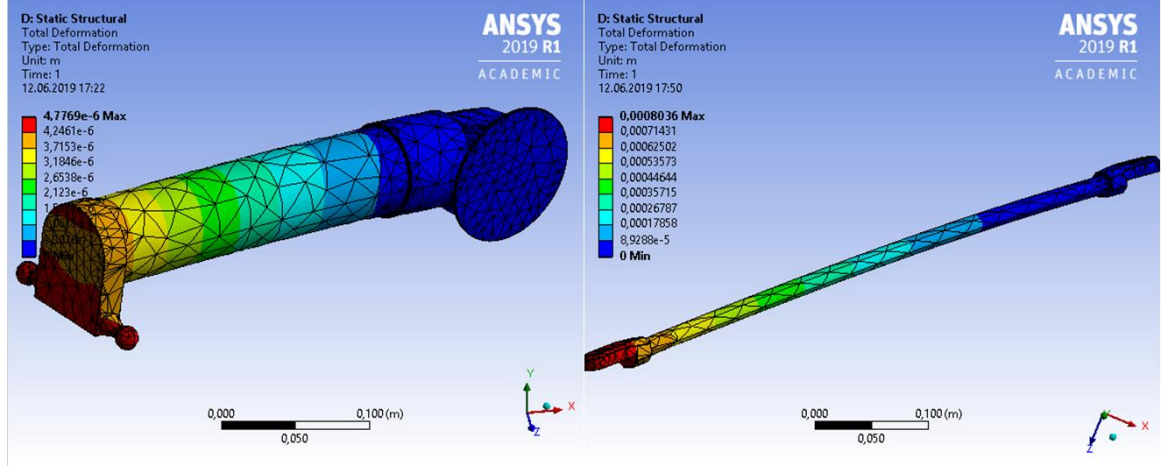 D: Static Structural
Total Deformation
Type: Total Deformation
Unit: m
Time: 1
12.06.2019 17:22
ANSYS
2019 R1
ACADEMIC
4,7769e-6 Max
4,2461e-6
3,7153e-6
3,1846e-6
2,6538e-6
2,123e-6
0,000
0,100 (m)
0,050
Y
X
Z
D: Static Structural
Total Deformation
Type: Total Deformation
Unit: m
Time: 1
12.06.2019 17:50
ANSYS
2019 R1
ACADEMIC
0,0008036 Max
0,00071431
0,00062502
0,00053573
0,00044644
0,00035715
0,00026787
0,00017858
8,9288e-5
0 Min
0,000
0,100 (m)
0,050
X
Z